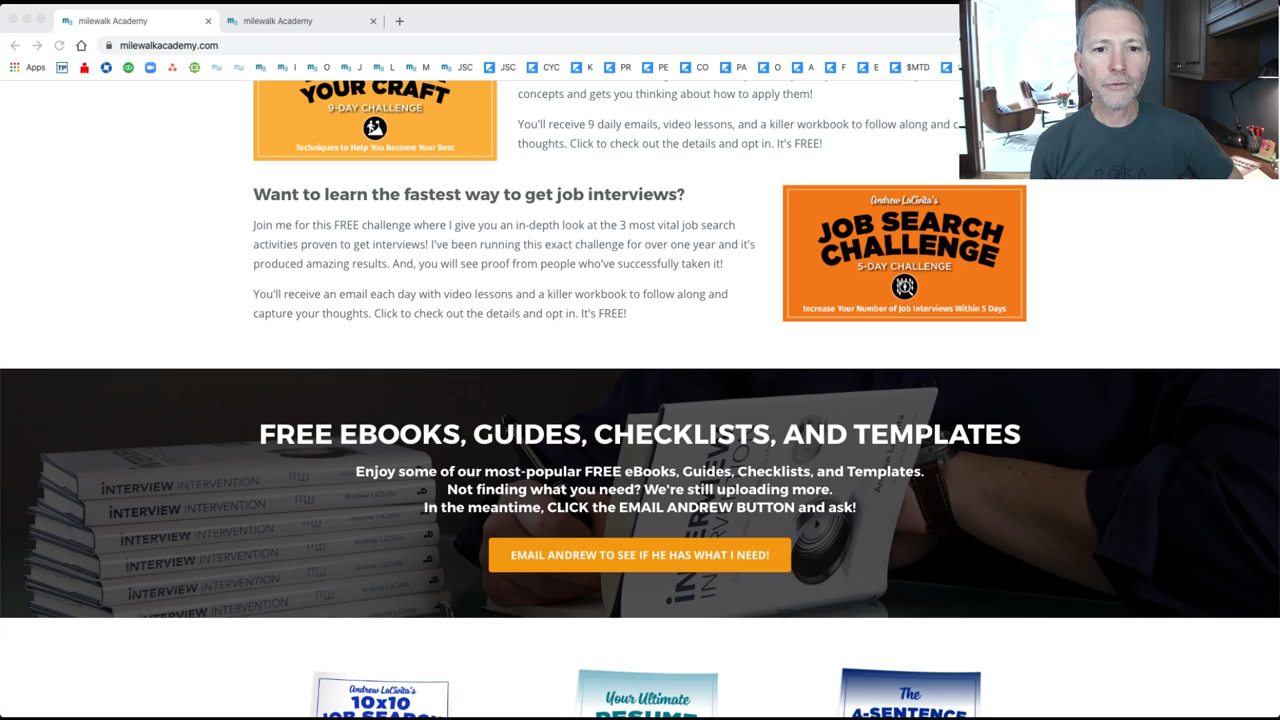 milewalk Academy
milewalk Academy
milewalkacademy.com
Apps
I
O
J
L
M
JSC
JSC
CYC
K
PR
PE
CO
PA
O
A
F
E
$MTD
YOUR CRAFT
9-DAY CHALLENGE
Techniques to Help You Become Your Best
concepts and gets you thinking about how to apply them!
You'll receive 9 daily emails, video lessons, and a killer workbook to follow along and c
thoughts. Click to check out the details and opt in. It's FREE!
Want to learn the fastest way to get job interviews?
Join me for this FREE challenge where I give you an in-depth look at the 3 most vital job search
activities proven to get interviews! I've been running this exact challenge for over one year and it's
produced amazing results. And, you will see proof from people who've successfully taken it!
You'll receive an email each day with video lessons and a killer workbook to follow along and
capture your thoughts. Click to check out the details and opt in. It's FREE!
Andrew LaCivita's
JOB SEARCH
CHALLENGE
5-DAY CHALLENGE
Increase Your Number of Job Interviews Within 5 Days
FREE EBOOKS, GUIDES, CHECKLISTS, AND TEMPLATES
Enjoy some of our most-popular FREE eBooks, Guides, Checklists, and Templates.
Not finding what you need? We're still uploading more.
In the meantime, CLICK the EMAIL ANDREW BUTTON and ask!
EMAIL ANDREW TO SEE IF HE HAS WHAT I NEED!
INTERVIEW INTERVENTION
INTERVIEW INTERVENTION
INTERVIEW INTERVENTION
INTERVIEW INTERVENTION
INTERVIEW INTERVENTION
Andrew LaCivita's
10x10
JOB SEARCH
Your Ultimate
RESUME
The
4-SENTENCE